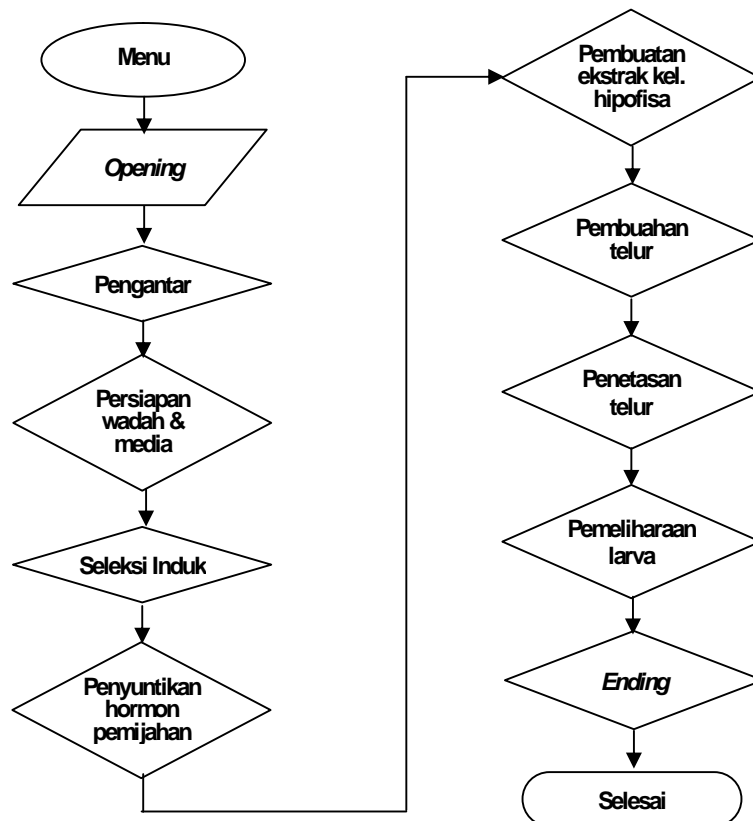 Menu
Opening
Pengantar
Persiapan
wadah &
media
Seleksi Induk
Penyuntikan
hormon
pemijahan
Pembuatan
ekstrak kel.
hipofisa
Pembuahan
telur
Penetasan
telur
Pemeliharaan
larva
Ending
Selesai